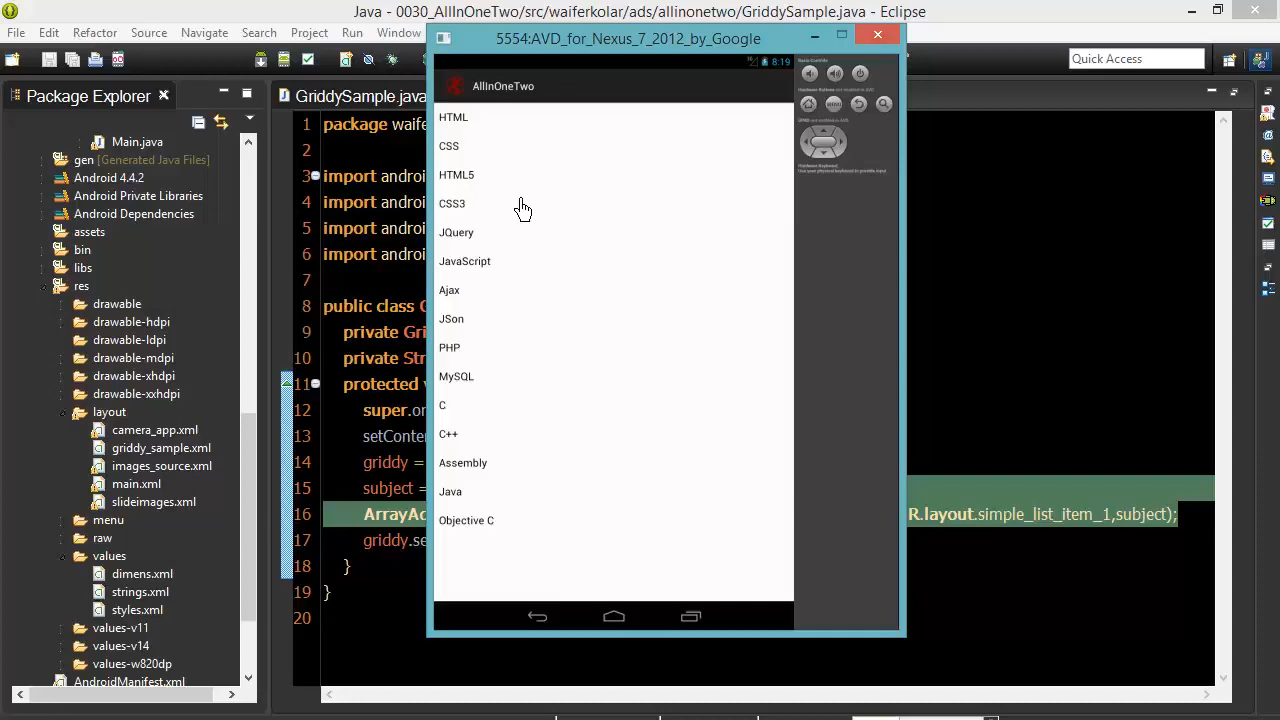 Java - 0030_AllInOneTwo/src/waiferkolar/ads/allinonetwo/GriddySample.java - Eclipse
File Edit Refactor Source Navigate Search Project Run Window
5554:AVD_for_Nexus_7_2012_by_Google
Quick Access
Package Explorer
GriddySample.java
8:19
AllInOneTwo
HTML
CSS
HTML5
CSS3
JQuery
JavaScript
Ajax
JSon
PHP
MySQL
C
C++
Assembly
Java
Objective C
Main.java
gen [Generated Java Files]
Android 4.4.2
Android Private Libraries
Android Dependencies
assets
bin
libs
res
drawable
drawable-hdpi
drawable-ldpi
drawable-mdpi
drawable-xhdpi
drawable-xxhdpi
layout
camera_app.xml
griddy_sample.xml
images_source.xml
main.xml
slideimages.xml
menu
raw
values
dimens.xml
strings.xml
styles.xml
values-v11
values-v14
values-w820dp
AndroidManifest.xml
1 package waife
2
3 import androi
4 import androi
5 import androi
6 import androi
7
8 public class G
9 private Gri
10 private Str
11 protected v
12 super.or
13 setConte
14 griddy =
15 subject =
16 ArrayAc R.layout.simple_list_item_1,subject);
17 griddy.se
18 }
19 }
20
MENU